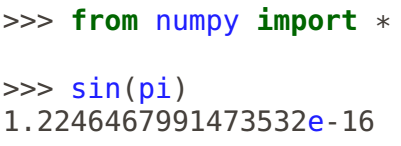 >>> from numpy import *
>>> sin(pi)
1.2246467991473532e-16